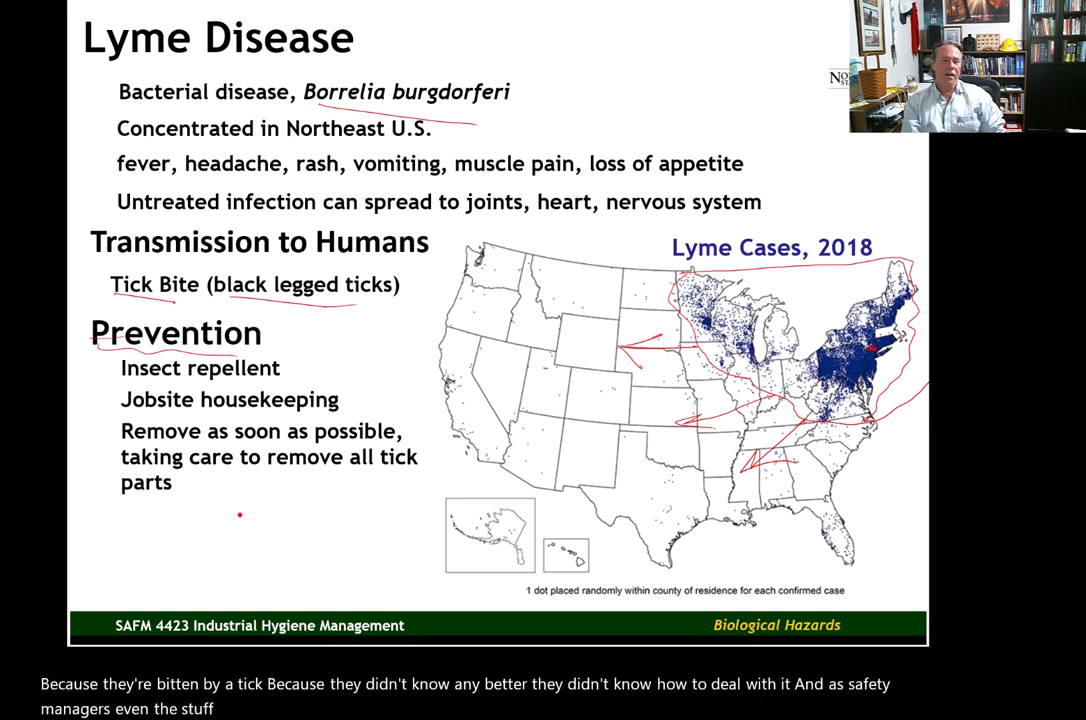 Lyme Disease
Bacterial disease, Borrelia burgdorferi
Concentrated in Northeast U.S.
fever, headache, rash, vomiting, muscle pain, loss of appetite
Untreated infection can spread to joints, heart, nervous system
Transmission to Humans
Lyme Cases, 2018
Tick Bite (black legged ticks)
Prevention
Insect repellent
Jobsite housekeeping
Remove as soon as possible,
taking care to remove all tick
parts
1 dot placed randomly within county of residence for each confirmed case
SAFM 4423 Industrial Hygiene Management
Biological Hazards
Because they're bitten by a tick Because they didn't know any better they didn't know how to deal with it And as safety
managers even the stuff